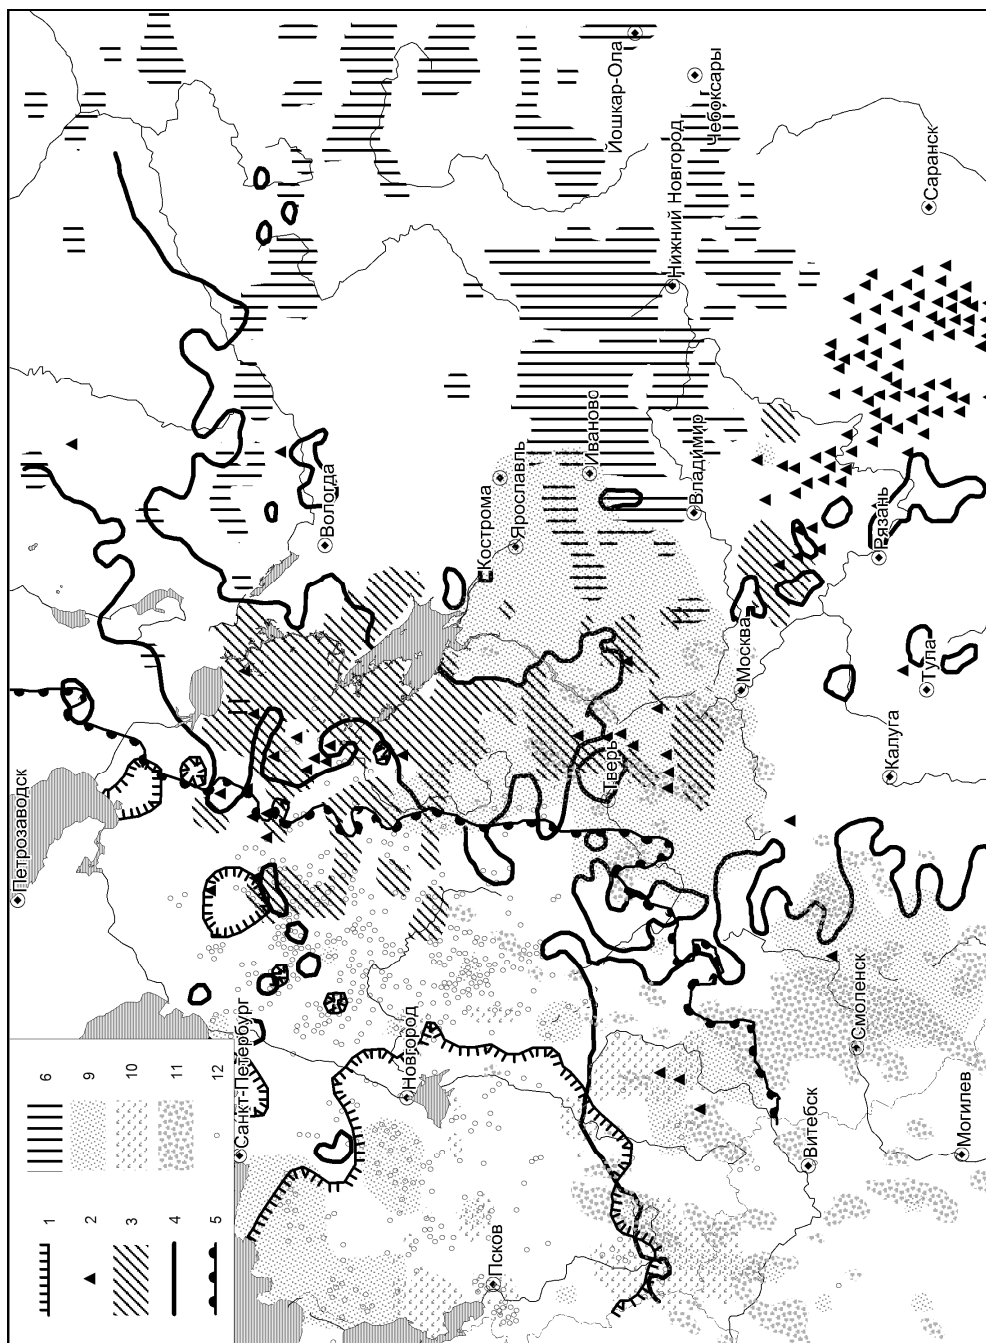 Петрозаводск
Санкт-Петербург
Новгород
Псков
Вологда
Кострома
Ярославль
Иваново
Владимир
Нижний Новгород
Йошкар-Ола
Чебоксары
Саранск
Тверь
Москва
Рязань
Тула
Калуга
Смоленск
Витебск
Могилев
1
2
3
4
5
6
9
10
11
12